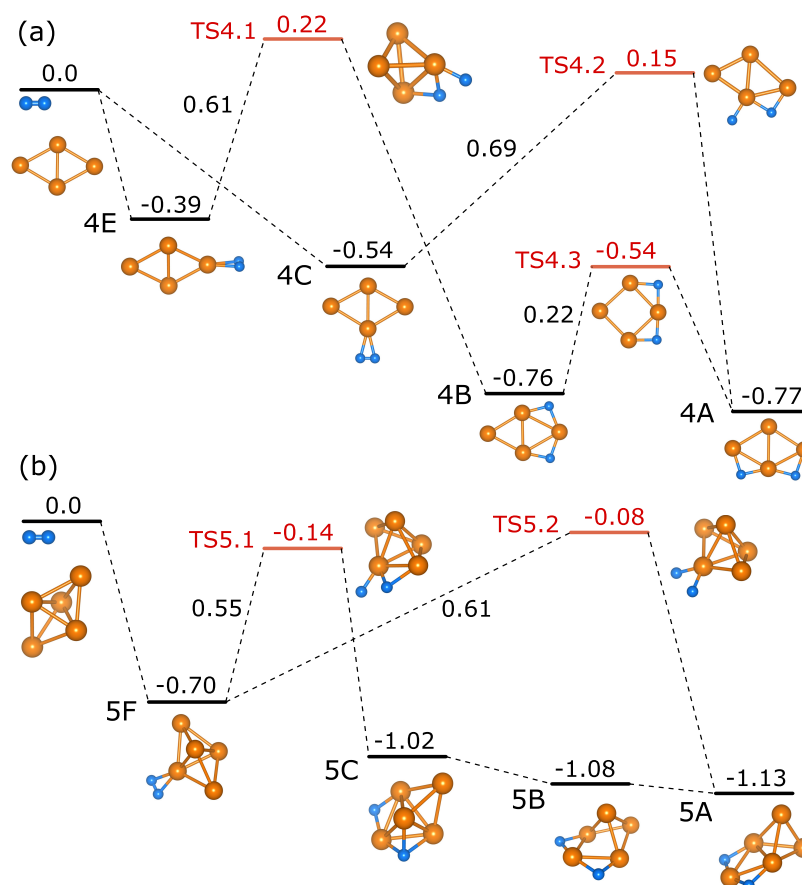 (a)
TS4.1 0.22
0.0
TS4.2 0.15
0.61
0.69
-0.39
4E
-0.54
4C
TS4.3 -0.54
0.22
-0.76
4B
-0.77
4A
(b)
0.0
TS5.1 -0.14
TS5.2 -0.08
0.55
0.61
-0.70
5F
-1.02
5C
-1.08
5B
-1.13
5A